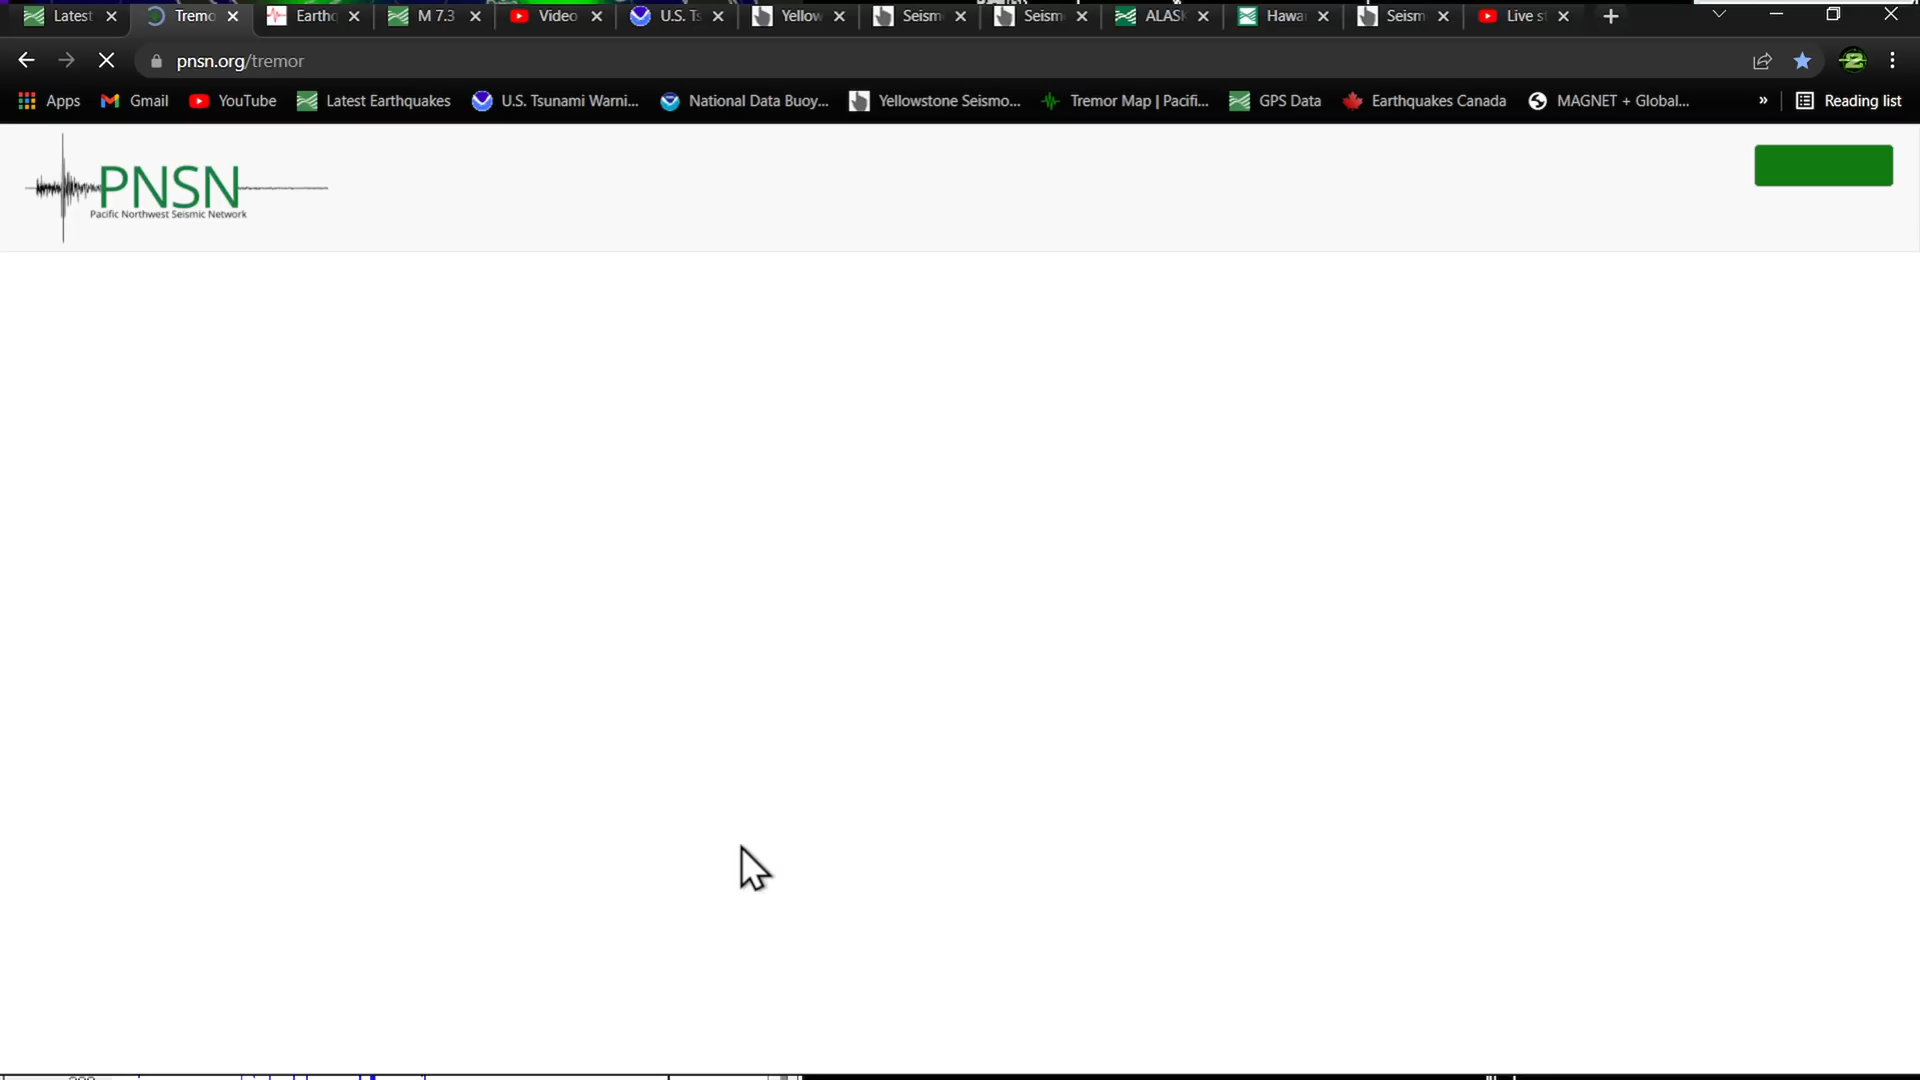 Latest
Tremo
Earthq
M 7.3
Video
U.S. Ts
Yellow
Seism
Seism
ALASK
Hawai
Seism
Live st
pnsn.org/tremor
Apps
Gmail
YouTube
Latest Earthquakes
U.S. Tsunami Warni...
National Data Buoy...
Yellowstone Seismo...
Tremor Map | Pacifi...
GPS Data
Earthquakes Canada
MAGNET + Global...
»
Reading list
PNSN
Pacific Northwest Seismic Network